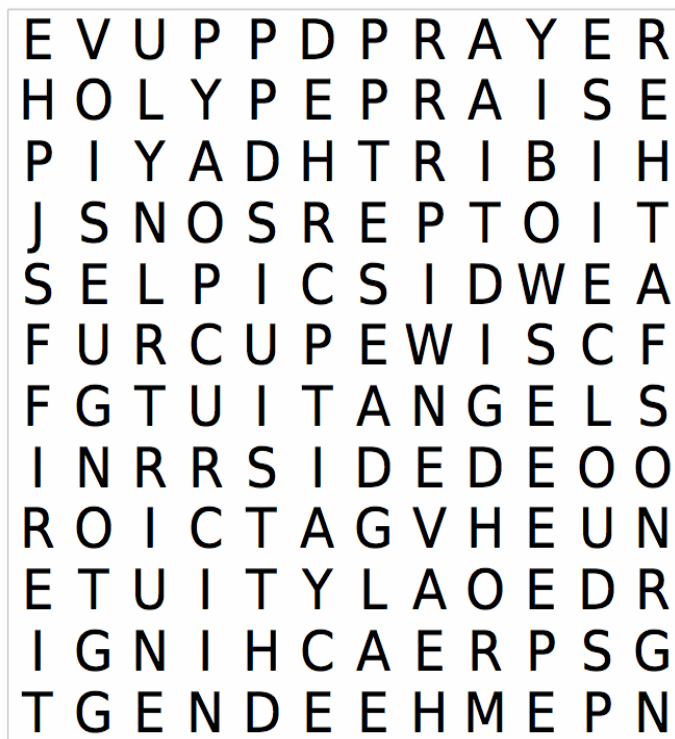 E V U P P D P R A Y E R
H O L Y P E P R A I S E
P I Y A D H T R I B I H
J S N O S R E P T O I T
S E L P I C S I D W E A
F U R C U P E W I S C F
F G T U I T A N G E L S
I N R R S I D E D E O O
R O I C T A G V H E U N
E T U I T Y L A O E D R
I G N I H C A E R P S G
T G E N D E E H M E P N